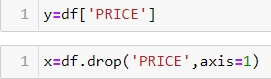 1 y=df['PRICE']
1 x=df.drop('PRICE',axis=1)